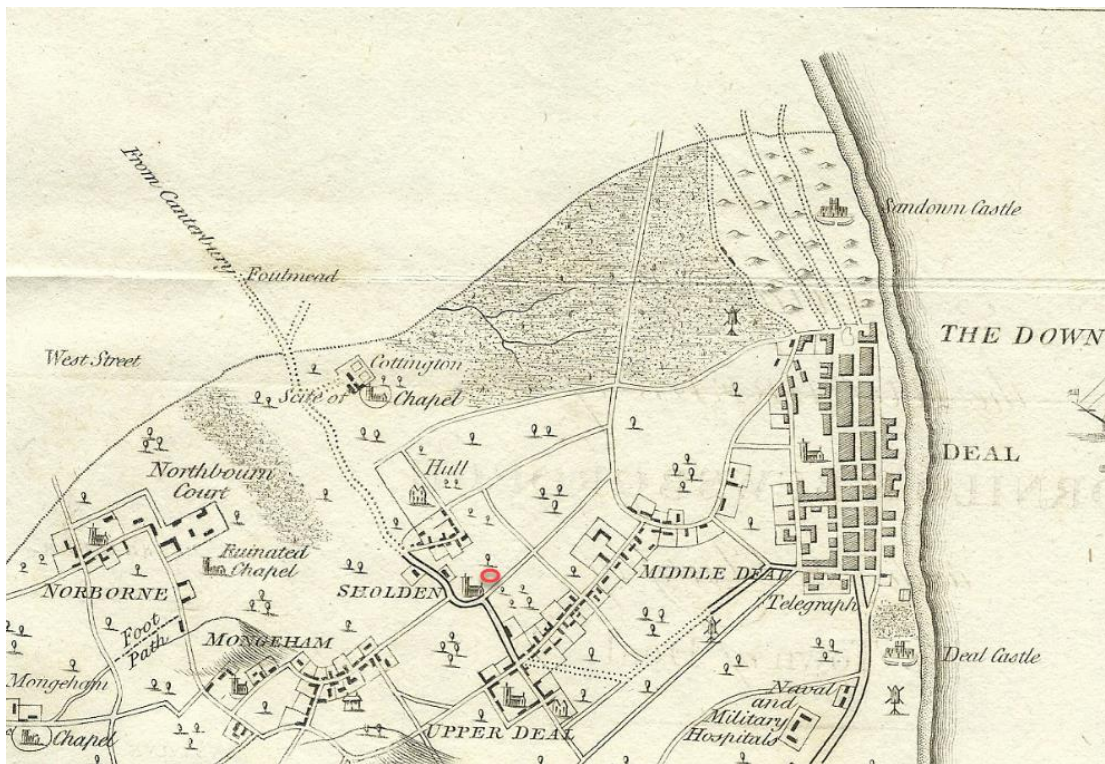 From Canterbury
Foulmead
Sandown Castle
THE DOWN
West Street
Cottington
Scite of Chapel
DEAL
Hull
Northbourn
Court
Ruinated
Chapel
NORBORNE
SHOLDEN
MIDDLE DEAL
Telegraph
Foot
Path
MONGEHAM
Deal Castle
Mongeham
Chapel
UPPER DEAL
Naval
and
Military
Hospitals